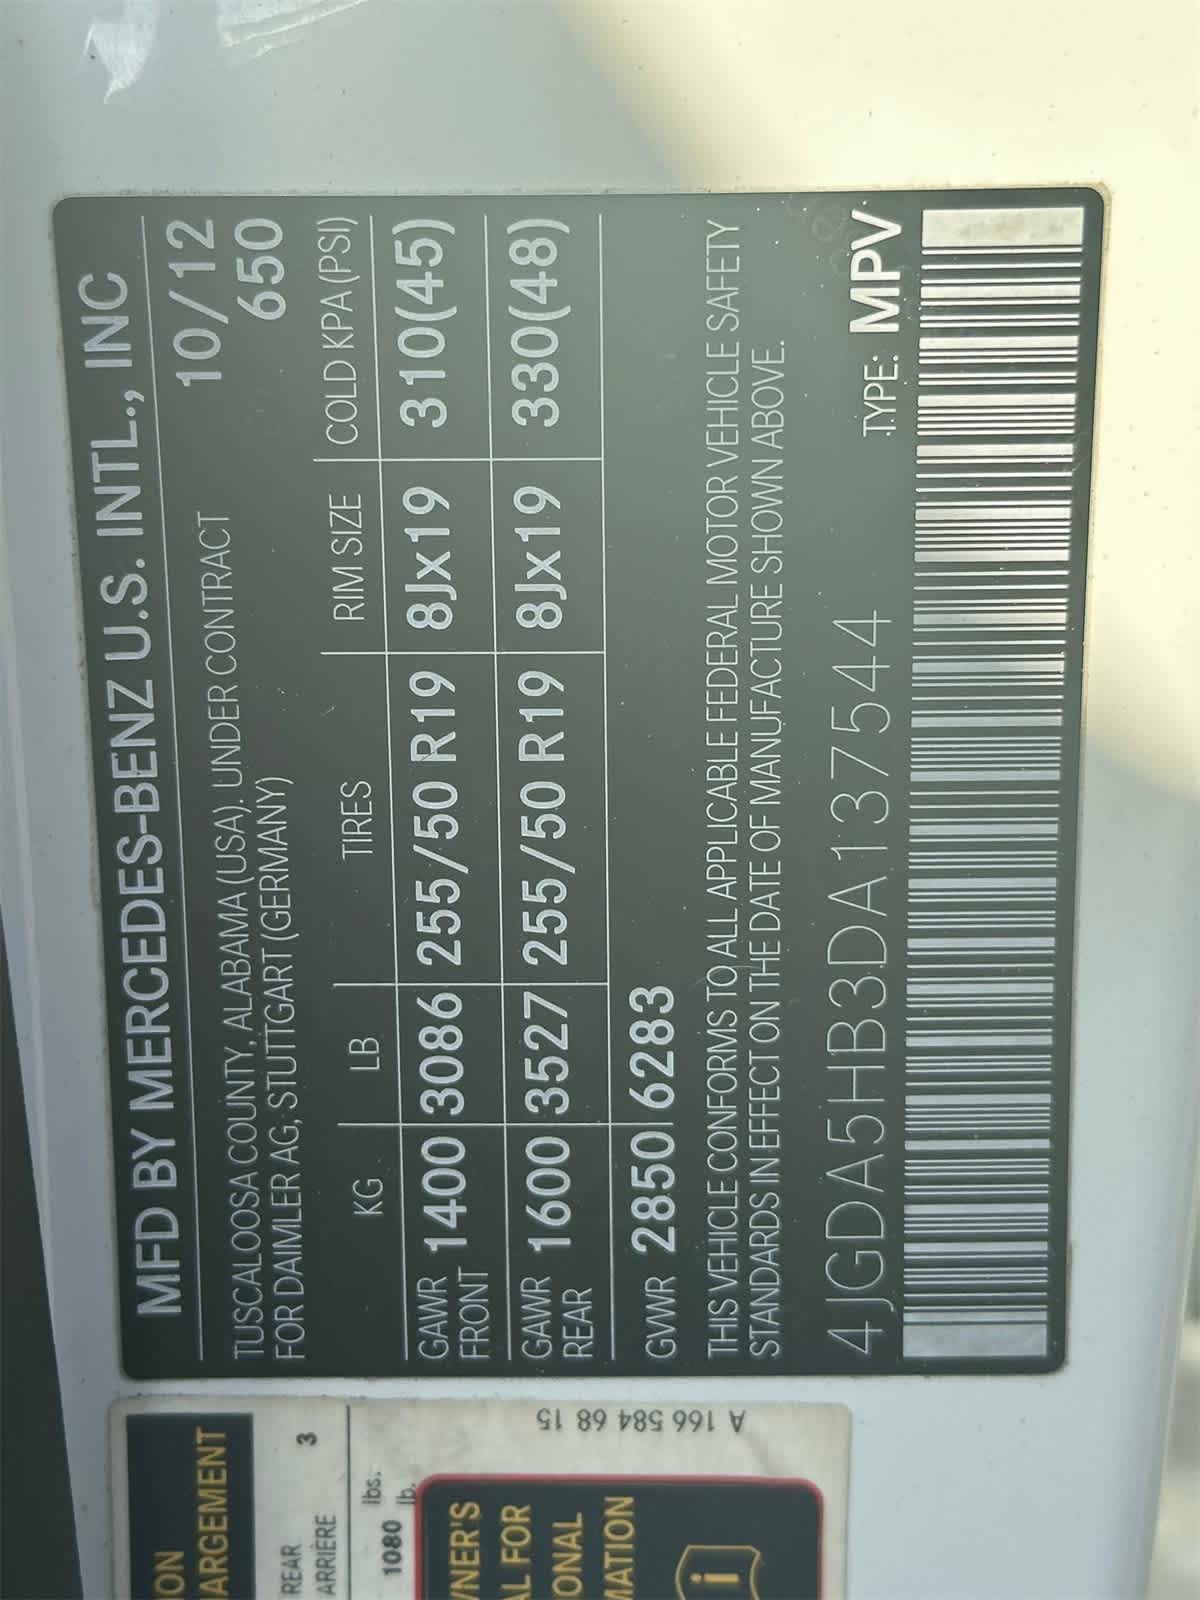 MFD BY MERCEDES-BENZ U.S. INTL., INC
10/12
TUSCALOOSA COUNTY, ALABAMA (USA). UNDER CONTRACT 650
FOR DAIMLER AG, STUTTGART (GERMANY)
KG LB TIRES RIM SIZE COLD KPA (PSI)
GAWR FRONT 1400 3086 255/50 R19 8Jx19 310(45)
GAWR REAR 1600 3527 255/50 R19 8Jx19 330(48)
GVWR 2850 6283
THIS VEHICLE CONFORMS TO ALL APPLICABLE FEDERAL MOTOR VEHICLE SAFETY
STANDARDS IN EFFECT ON THE DATE OF MANUFACTURE SHOWN ABOVE.
4JGDA5HB3DA137544 TYPE: MPV
ION
ARGEMENT
REAR
ARRIÈRE 3
1080 lbs.
lb.
A 166 584 68 15
NER'S
AL FOR
ONAL
MATION
i